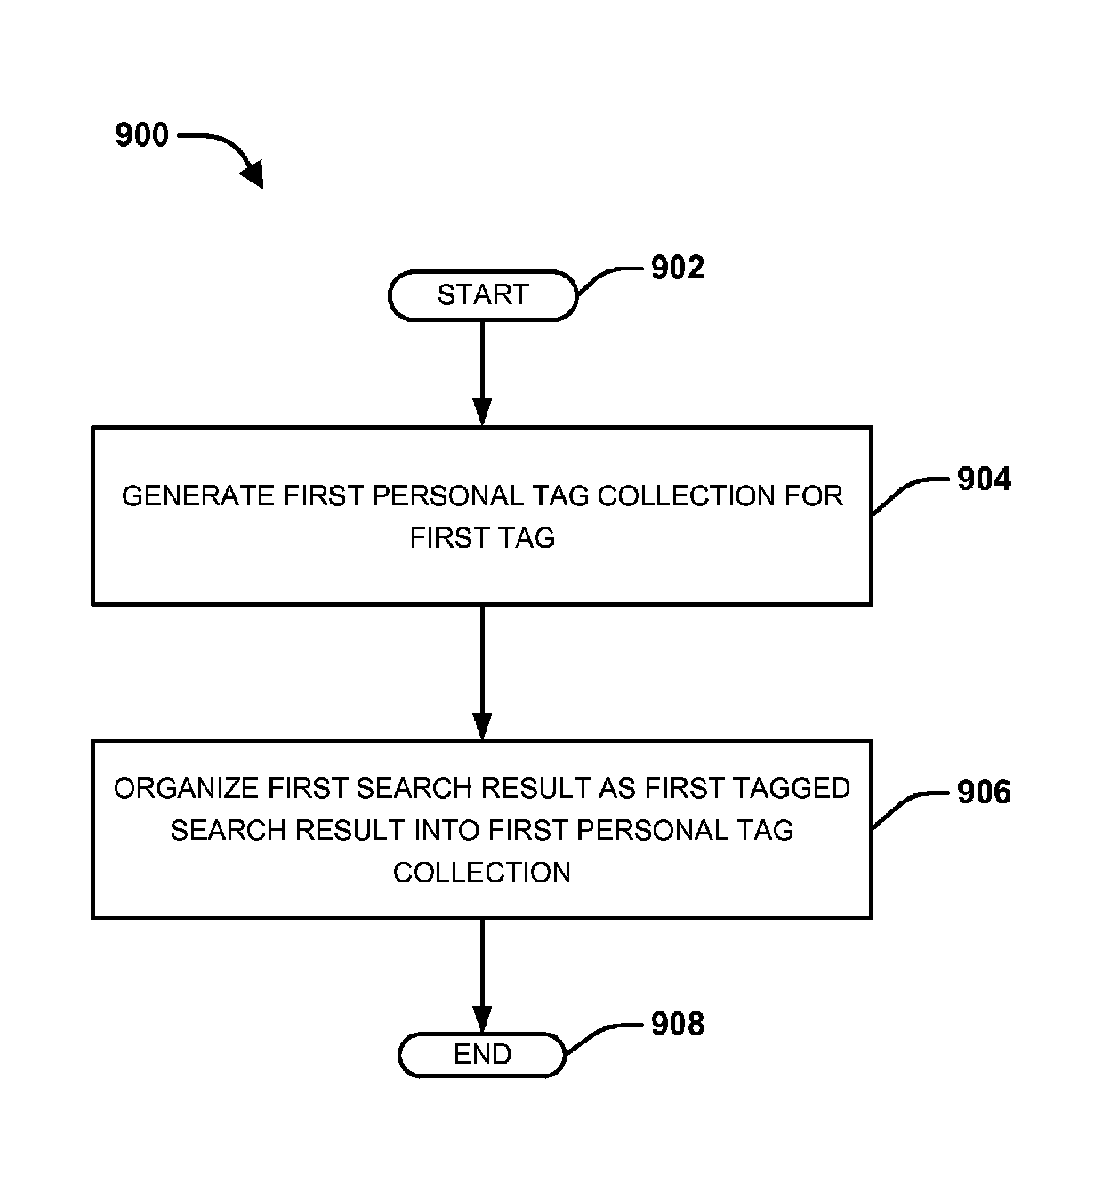 900
902
START
904
GENERATE FIRST PERSONAL TAG COLLECTION FOR
FIRST TAG
906
ORGANIZE FIRST SEARCH RESULT AS FIRST TAGGED
SEARCH RESULT INTO FIRST PERSONAL TAG
COLLECTION
908
END